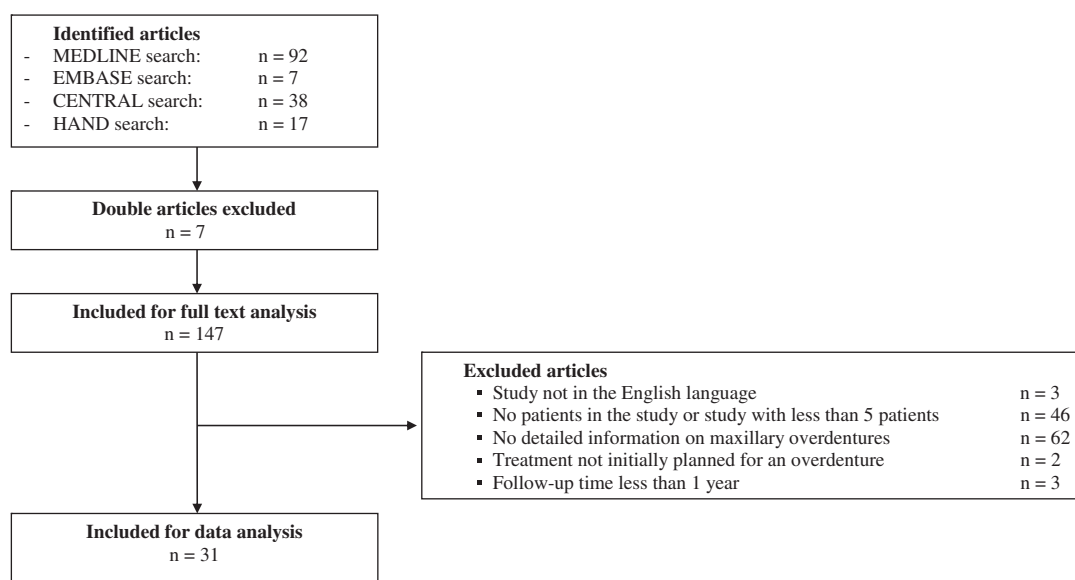 Identified articles
- MEDLINE search: n = 92
- EMBASE search: n = 7
- CENTRAL search: n = 38
- HAND search: n = 17
Double articles excluded
n = 7
Included for full text analysis
n = 147
Excluded articles
▪ Study not in the English language n = 3
▪ No patients in the study or study with less than 5 patients n = 46
▪ No detailed information on maxillary overdentures n = 62
▪ Treatment not initially planned for an overdenture n = 2
▪ Follow-up time less than 1 year n = 3
Included for data analysis
n = 31